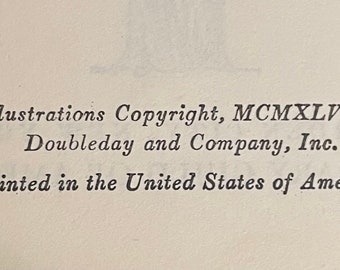 llustrations Copyright, MCMXLV
Doubleday and Company, Inc.
inted in the United States of Ame